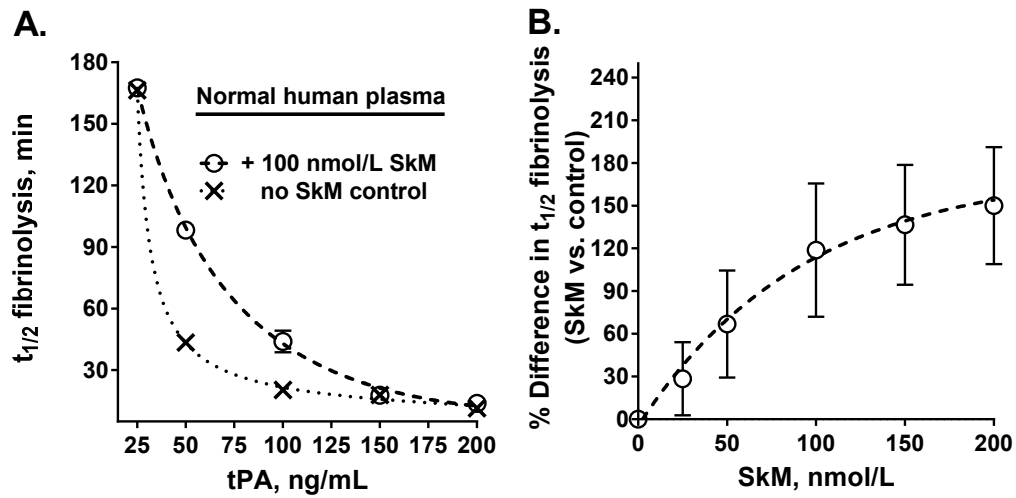 A.
180
150
120
90
60
30
t1/2 fibrinolysis, min
Normal human plasma
+ 100 nmol/L SkM
no SkM control
25 50 75 100 125 150 175 200
tPA, ng/mL
B.
240
210
180
150
120
90
60
30
0
% Difference in t1/2 fibrinolysis
(SkM vs. control)
0 50 100 150 200
SkM, nmol/L